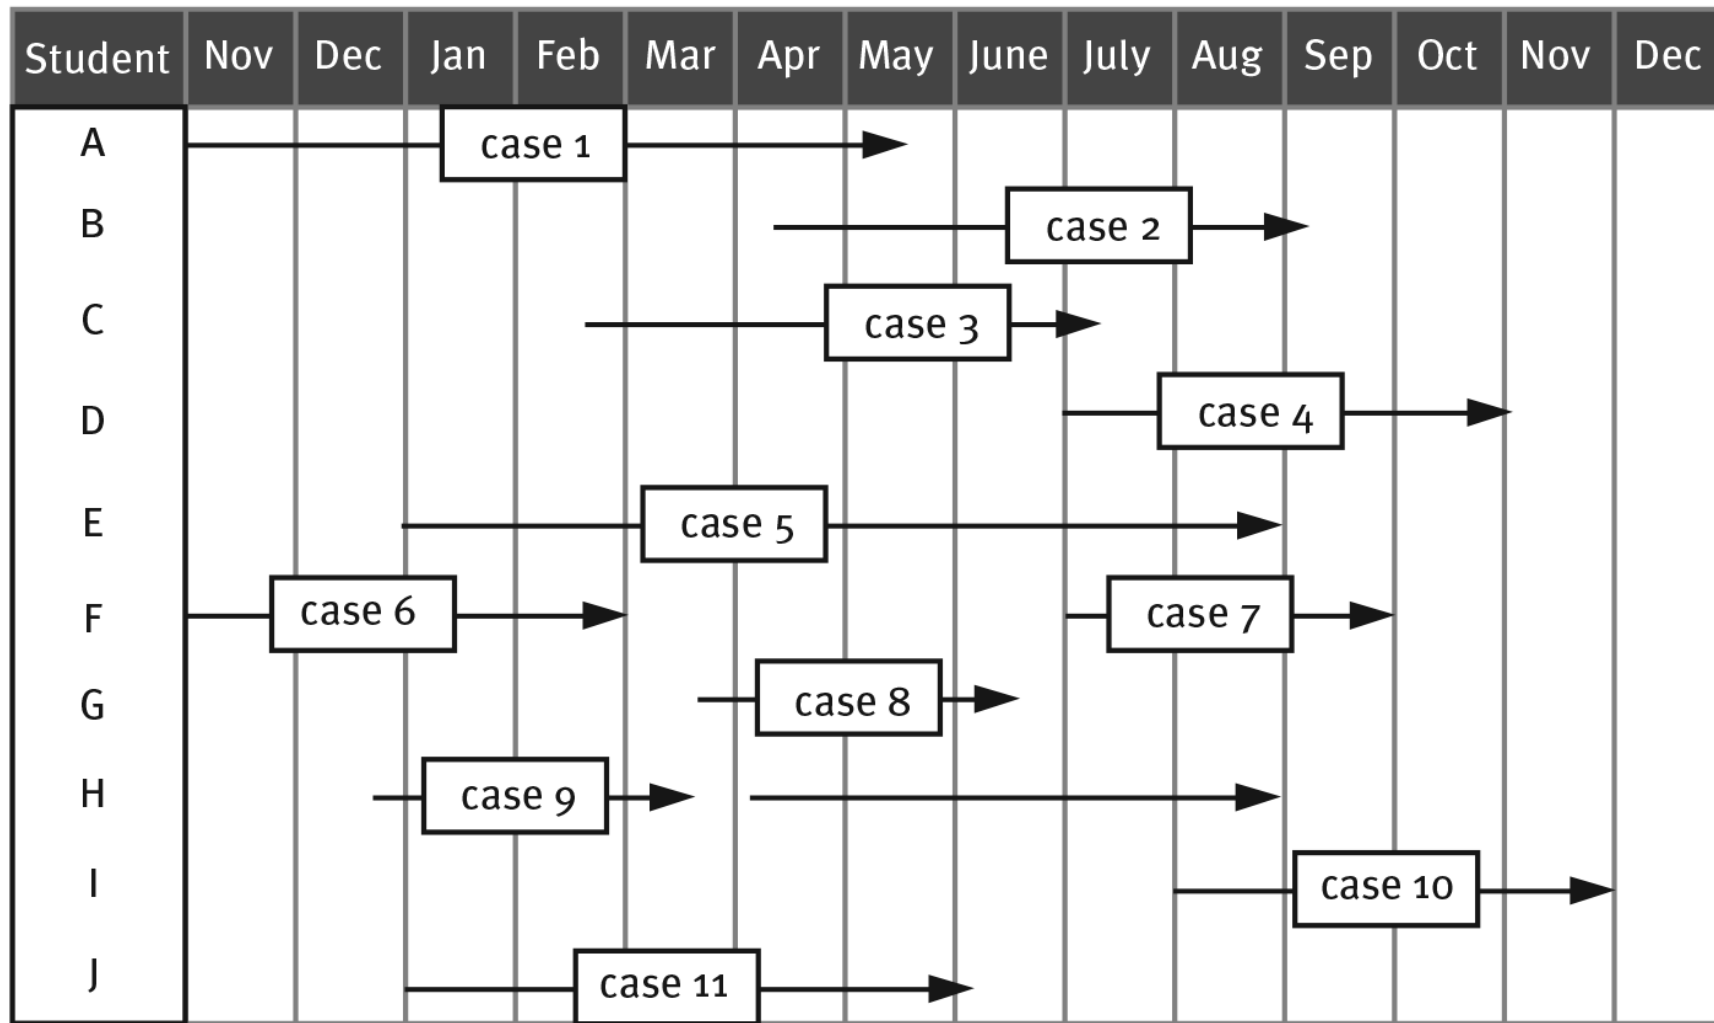 Student Nov Dec Jan Feb Mar Apr May June July Aug Sep Oct Nov Dec
A case 1
B case 2
C case 3
D case 4
E case 5
F case 6 case 7
G case 8
H case 9
I case 10
J case 11